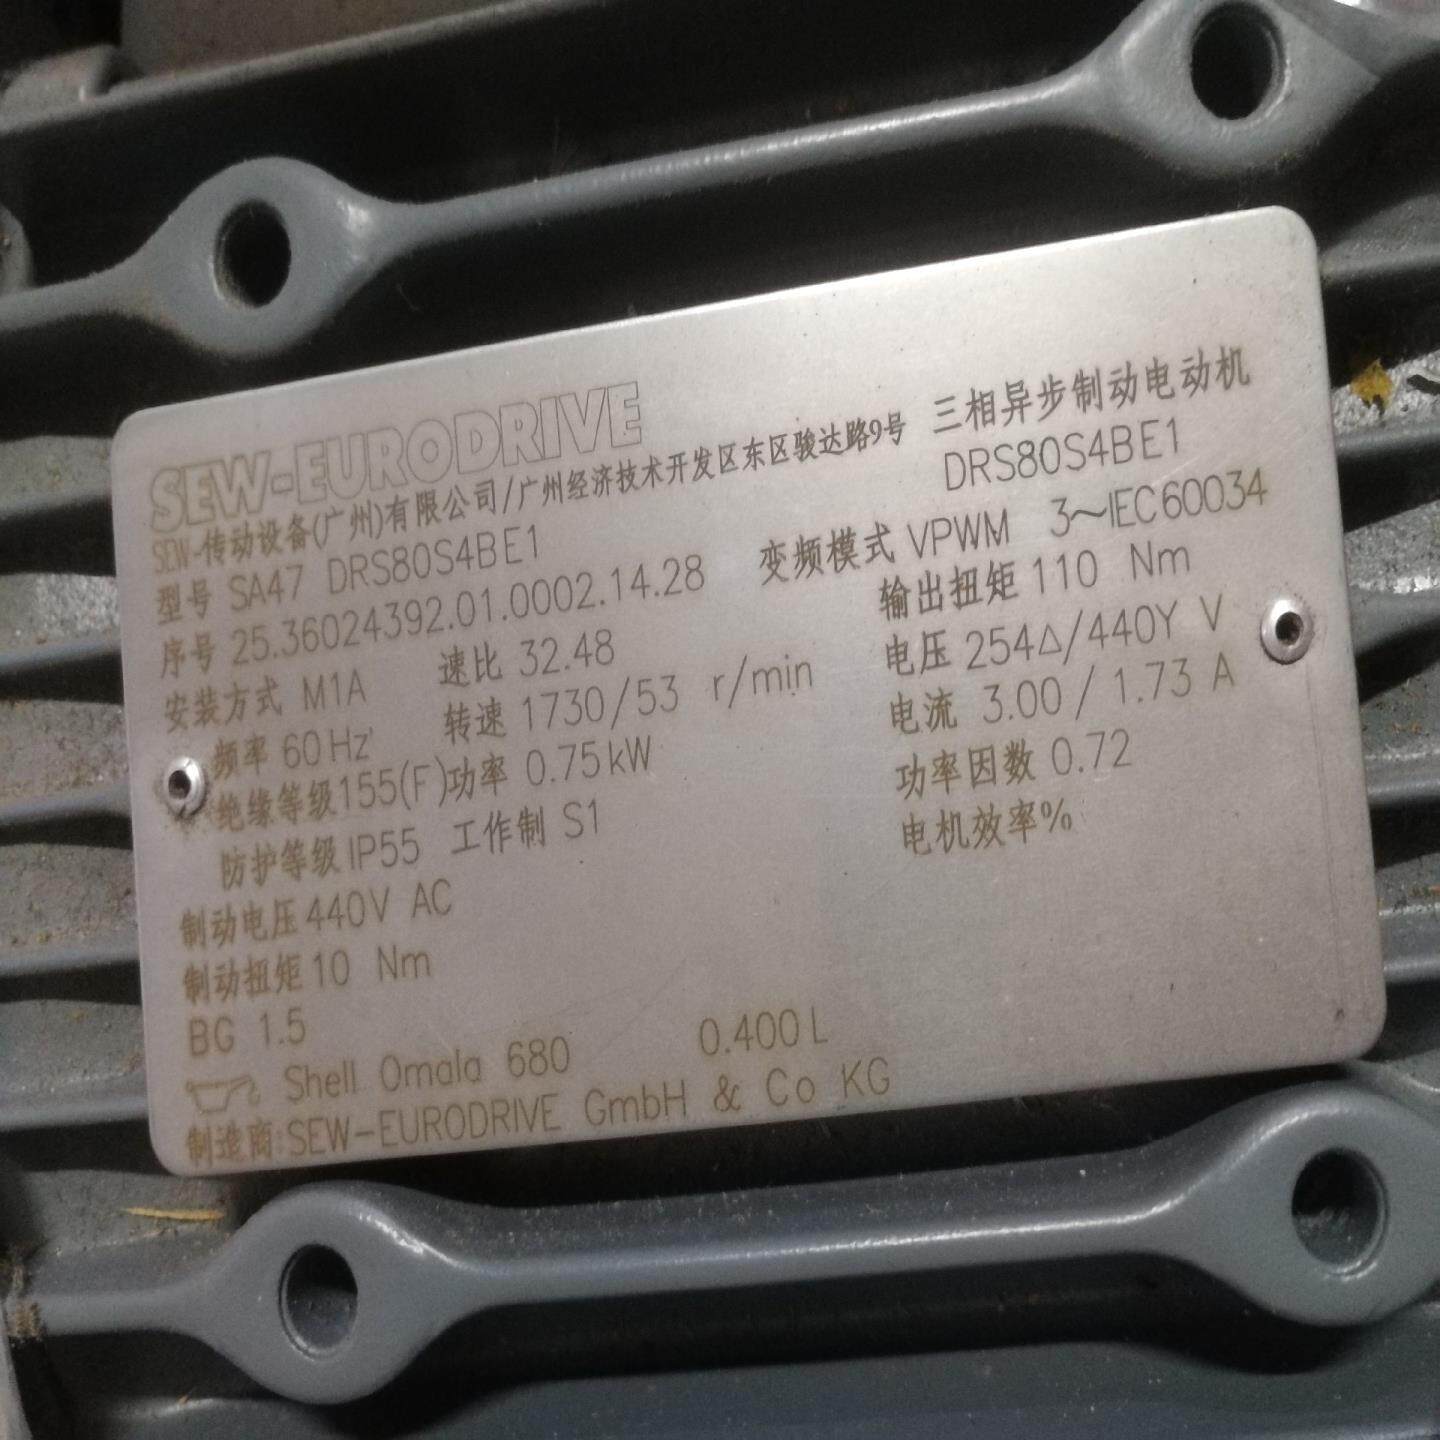 SEW-EURODRIVE
SEW-传动设备(广州)有限公司/广州经济技术开发区东区骏达路9号 三相异步制动电动机
型号 SA47 DRS80S4BE1 DRS80S4BE1
序号 25.36024392.01.0002.14.28 变频模式 VPWM 3～IEC60034
安装方式 M1A 速比 32.48 输出扭矩 110 Nm
频率 60Hz 转速 1730/53 r/min 电压 254△/440Y V
绝缘等级155(F) 功率 0.75kW 电流 3.00/1.73 A
防护等级IP55 工作制 S1 功率因数 0.72
制动电压 440V AC 电机效率%
制动扭矩 10 Nm
BG 1.5
Shell Omala 680 0.400L
制造商:SEW-EURODRIVE GmbH & Co KG